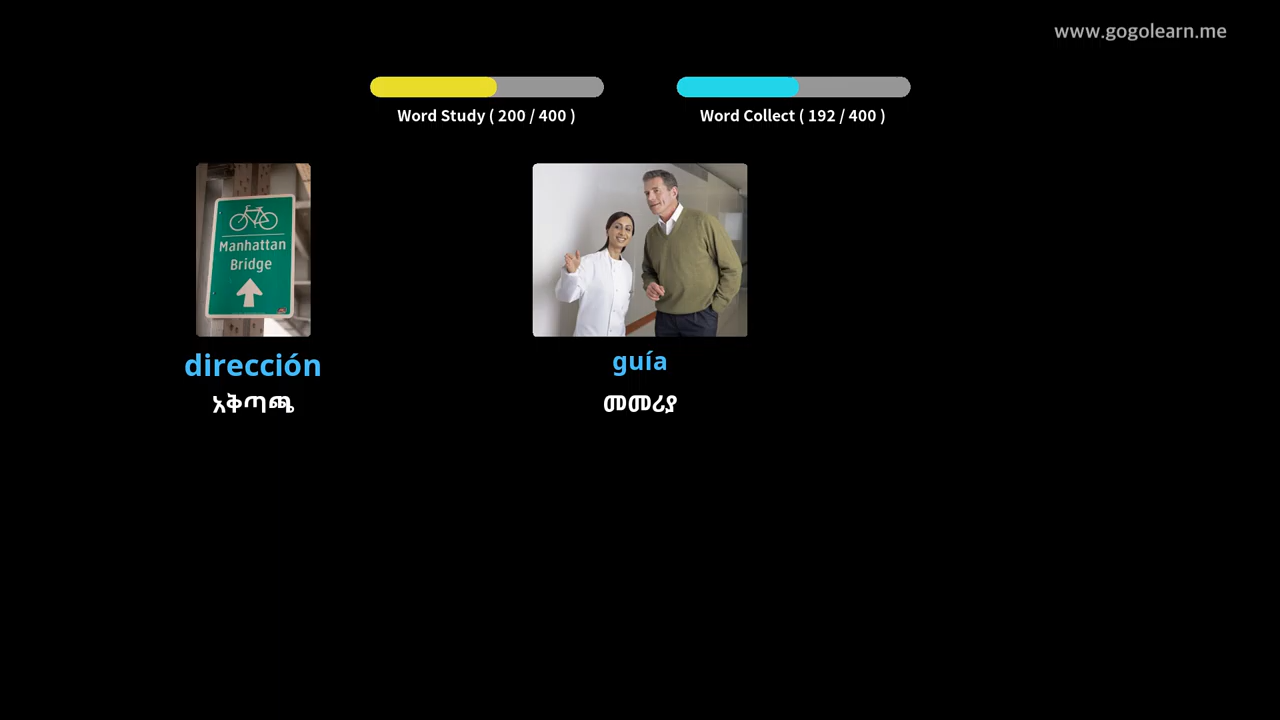 www.gogolearn.me
Word Study ( 200 / 400 )
Word Collect ( 192 / 400 )
Manhattan
Bridge
dirección
አቅጣጫ
guía
መመሪያ